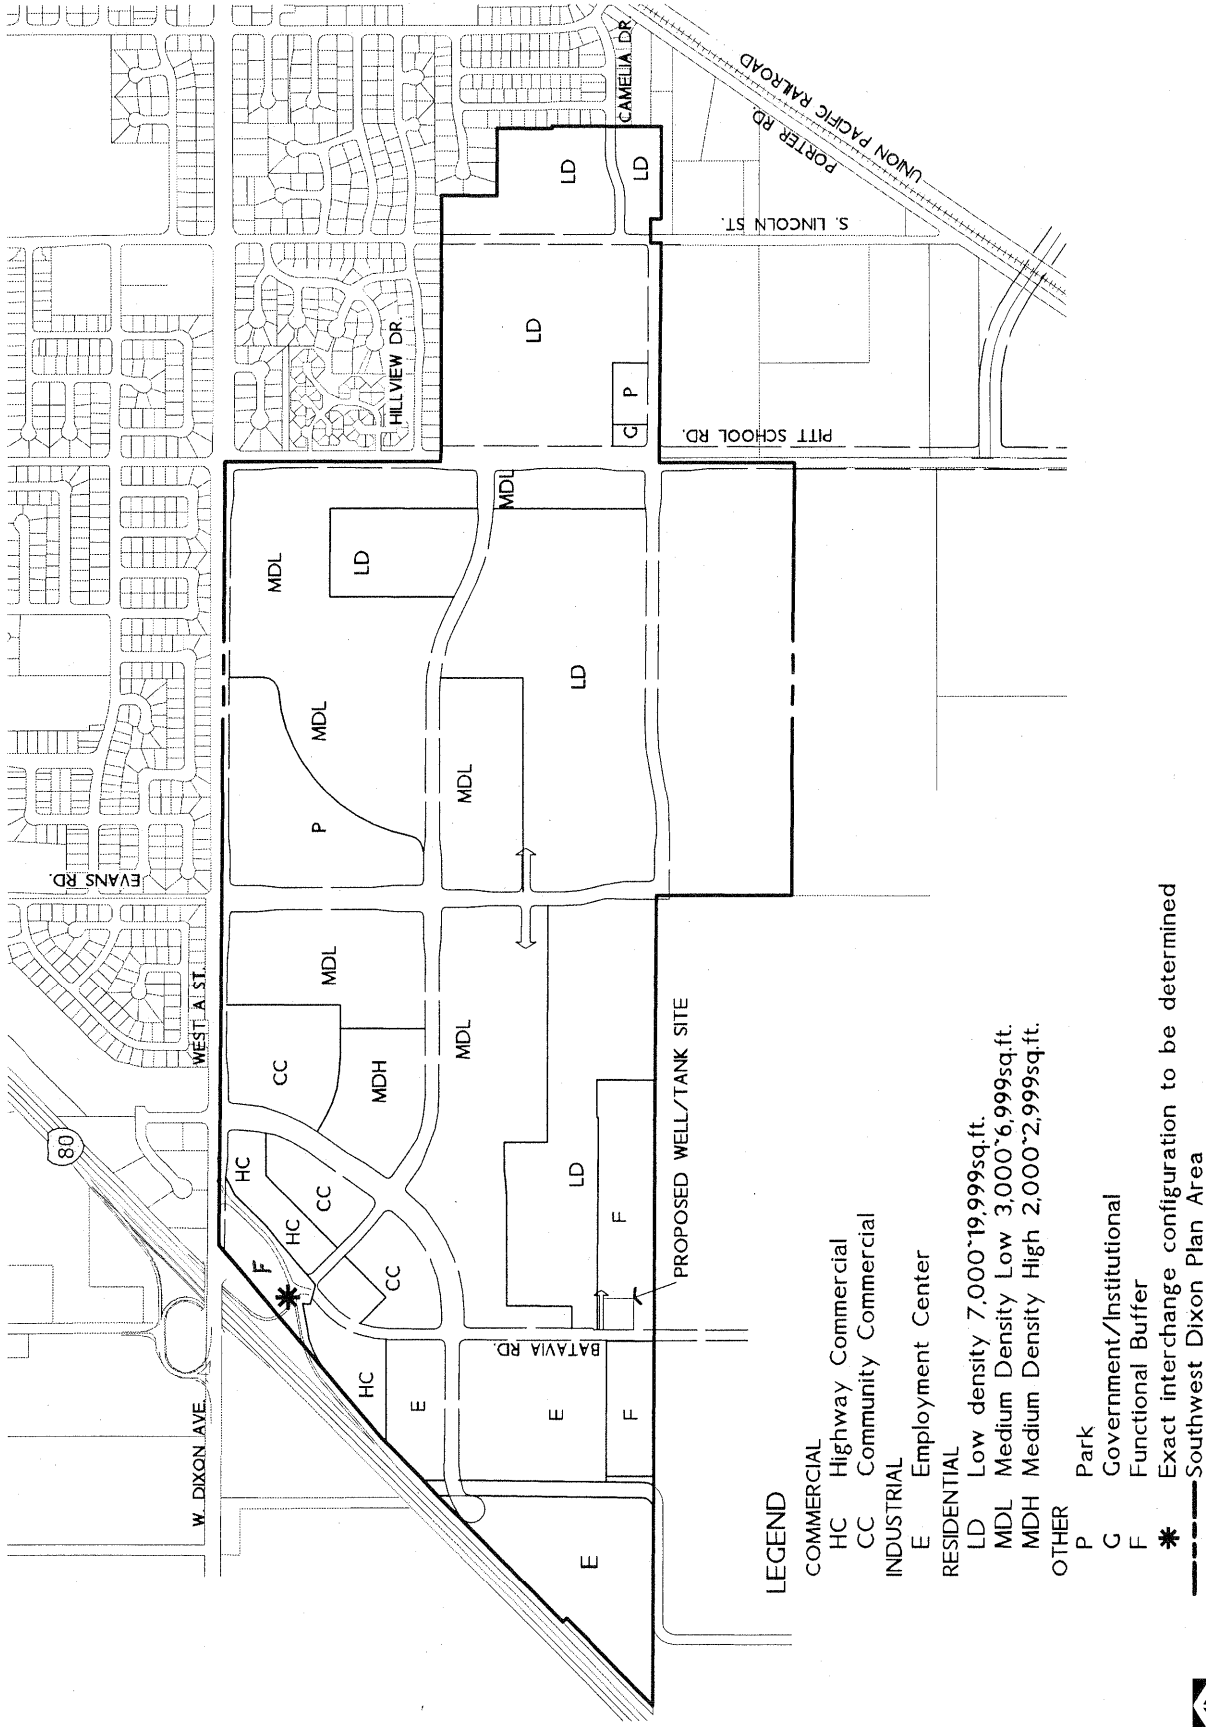 W. DIXON AVE.
80
WEST A ST.
EVANS RD.
HILLVIEW DR.
CAMELIA DR.
F
HC
HC
CC
HC
CC
CC
MDH
MDL
P
MDL
MDL
LD
LD
LD
E
E
MDL
MDL
MDL
LD
G
P
LD
BATAVIA RD.
PITT SCHOOL RD.
S. LINCOLN ST.
PORTER RD.
UNION PACIFIC RAILROAD
E
F
F
LD
LD
PROPOSED WELL/TANK SITE
LEGEND
COMMERCIAL
HC Highway Commercial
CC Community Commercial
INDUSTRIAL
E Employment Center
RESIDENTIAL
LD Low density 7,000~19,999sq.ft.
MDL Medium Density Low 3,000~6,999sq.ft.
MDH Medium Density High 2,000~2,999sq.ft.
OTHER
P Park
G Government/Institutional
F Functional Buffer
✱ Exact interchange configuration to be determined
Southwest Dixon Plan Area